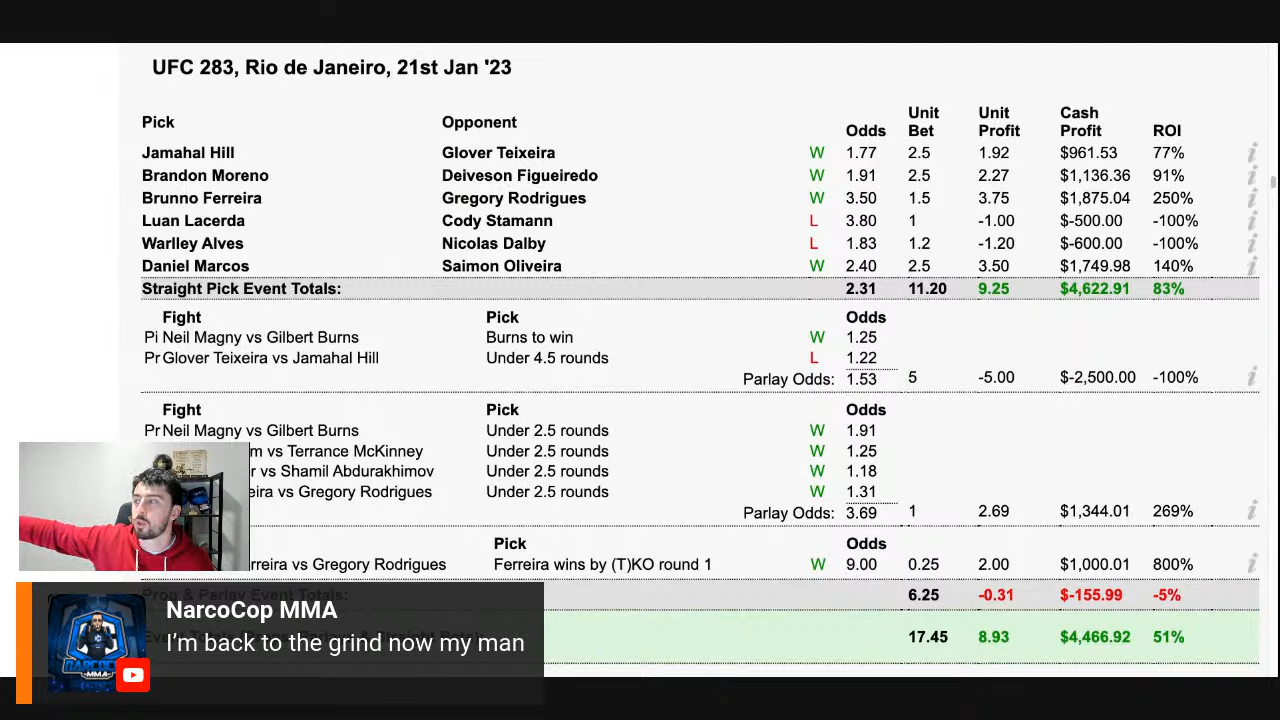 UFC 283, Rio de Janeiro, 21st Jan '23
Pick Opponent Odds Unit Bet Unit Profit Cash Profit ROI
Jamahal Hill Glover Teixeira W 1.77 2.5 1.92 $961.53 77%
Brandon Moreno Deiveson Figueiredo W 1.91 2.5 2.27 $1,136.36 91%
Brunno Ferreira Gregory Rodrigues W 3.50 1.5 3.75 $1,875.04 250%
Luan Lacerda Cody Stamann L 3.80 1 -1.00 $-500.00 -100%
Warlley Alves Nicolas Dalby L 1.83 1.2 -1.20 $-600.00 -100%
Daniel Marcos Saimon Oliveira W 2.40 2.5 3.50 $1,749.98 140%
Straight Pick Event Totals: 2.31 11.20 9.25 $4,622.91 83%
Fight Pick Odds
Pi Neil Magny vs Gilbert Burns Burns to win W 1.25
Pr Glover Teixeira vs Jamahal Hill Under 4.5 rounds L 1.22
Parlay Odds: 1.53 5 -5.00 $-2,500.00 -100%
Fight Pick Odds
Pr Neil Magny vs Gilbert Burns Under 2.5 rounds W 1.91
m vs Terrance McKinney Under 2.5 rounds W 1.25
r vs Shamil Abdurakhimov Under 2.5 rounds W 1.18
eira vs Gregory Rodrigues Under 2.5 rounds W 1.31
Parlay Odds: 3.69 1 2.69 $1,344.01 269%
Pick Odds
rreira vs Gregory Rodrigues Ferreira wins by (T)KO round 1 W 9.00 0.25 2.00 $1,000.01 800%
Prop & Parlay Event Totals: 6.25 -0.31 $-155.99 -5%
17.45 8.93 $4,466.92 51%
NarcoCop MMA
I'm back to the grind now my man
NARCOCOP
MMA